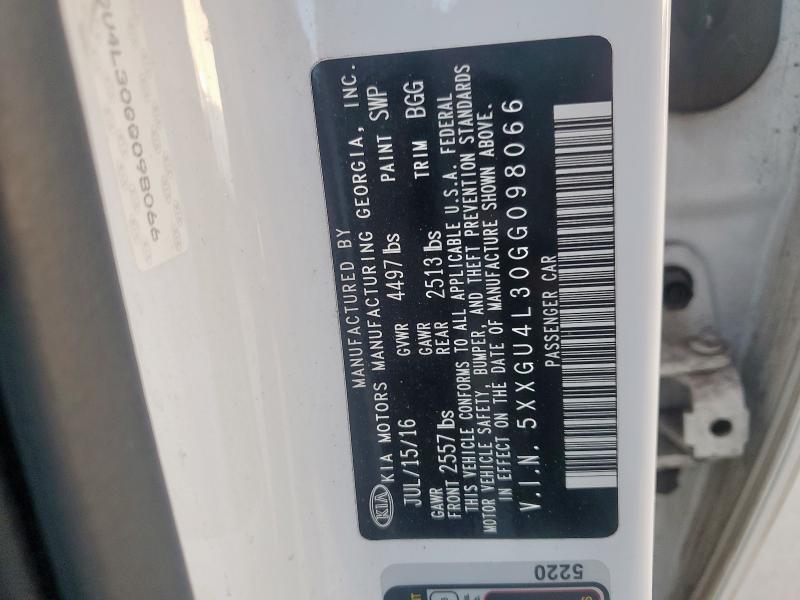 MANUFACTURED BY
KIA KIA MOTORS MANUFACTURING GEORGIA, INC.
JUL/15/16 GVWR 4497 lbs PAINT SWP
GAWR FRONT 2557 lbs GAWR REAR 2513 lbs TRIM BGG
THIS VEHICLE CONFORMS TO ALL APPLICABLE U.S.A. FEDERAL
MOTOR VEHICLE SAFETY, BUMPER, AND THEFT PREVENTION STANDARDS
IN EFFECT ON THE DATE OF MANUFACTURE SHOWN ABOVE.
V.I.N. 5XXGU4L30GG098066
PASSENGER CAR
5220
U4L30GG098066